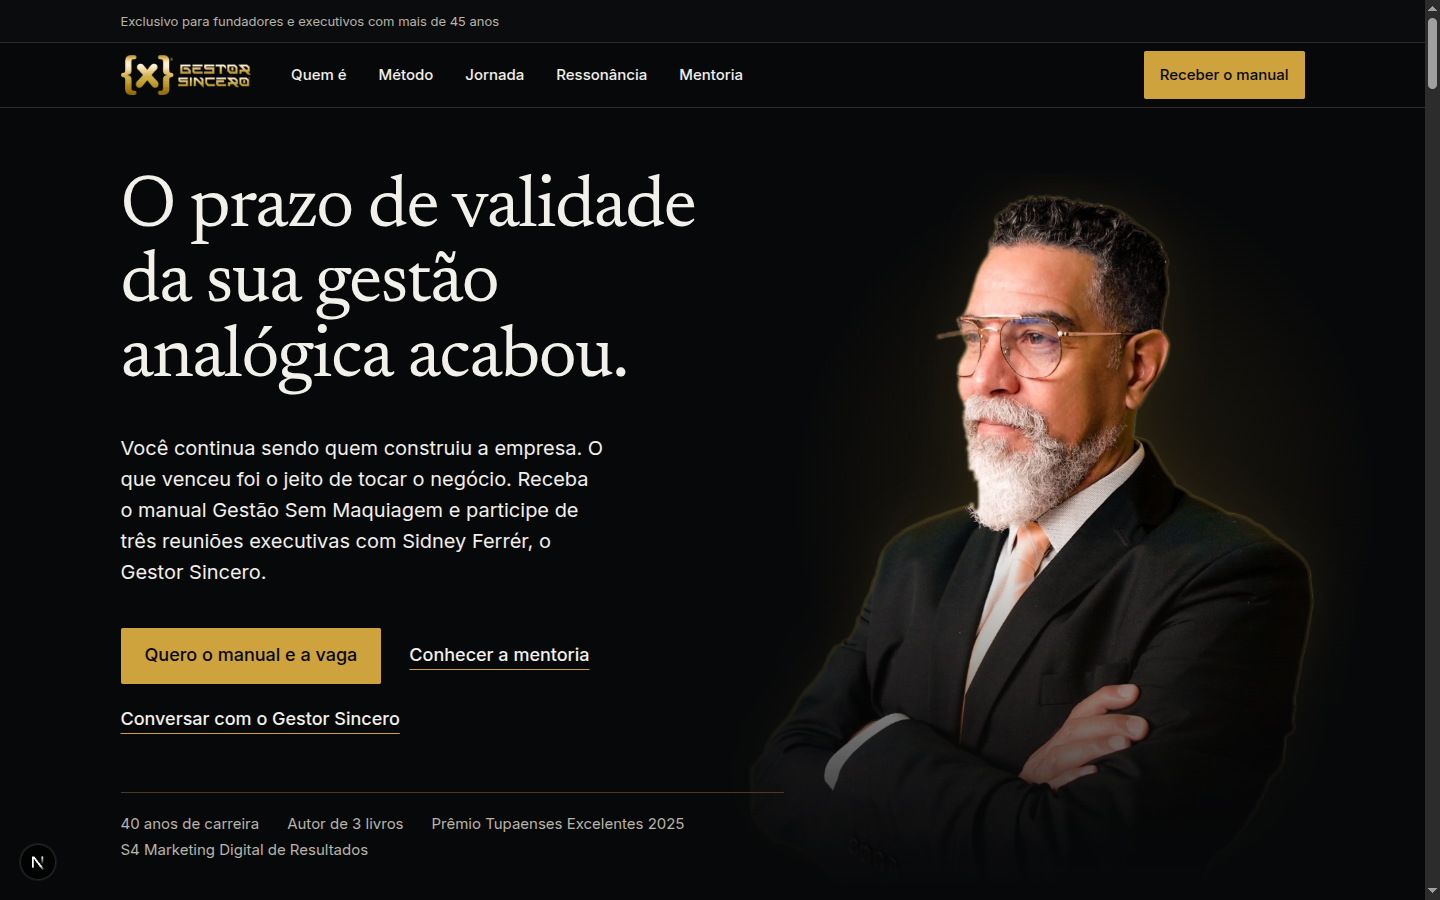 Exclusivo para fundadores e executivos com mais de 45 anos
{X} GESTOR
SINCERO
Quem é
Método
Jornada
Ressonância
Mentoria
Receber o manual
O prazo de validade
da sua gestão
analógica acabou.
Você continua sendo quem construiu a empresa. O
que venceu foi o jeito de tocar o negócio. Receba
o manual Gestão Sem Maquiagem e participe de
três reuniões executivas com Sidney Ferrér, o
Gestor Sincero.
Quero o manual e a vaga
Conhecer a mentoria
Conversar com o Gestor Sincero
40 anos de carreira
Autor de 3 livros
Prêmio Tupaenses Excelentes 2025
S4 Marketing Digital de Resultados
N